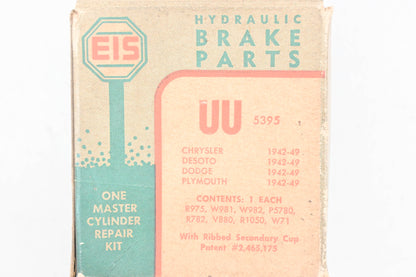 EIS
HYDRAULIC
BRAKE
PARTS
UU 5395
CHRYSLER 1942-49
DESOTO 1942-49
DODGE 1942-49
PLYMOUTH 1942-49
CONTENTS: 1 EACH
R975, W981, W982, P5780,
R782, V880, R1050, W71
With Ribbed Secondary Cup
Patent #2,465,175
ONE
MASTER
CYLINDER
REPAIR
KIT